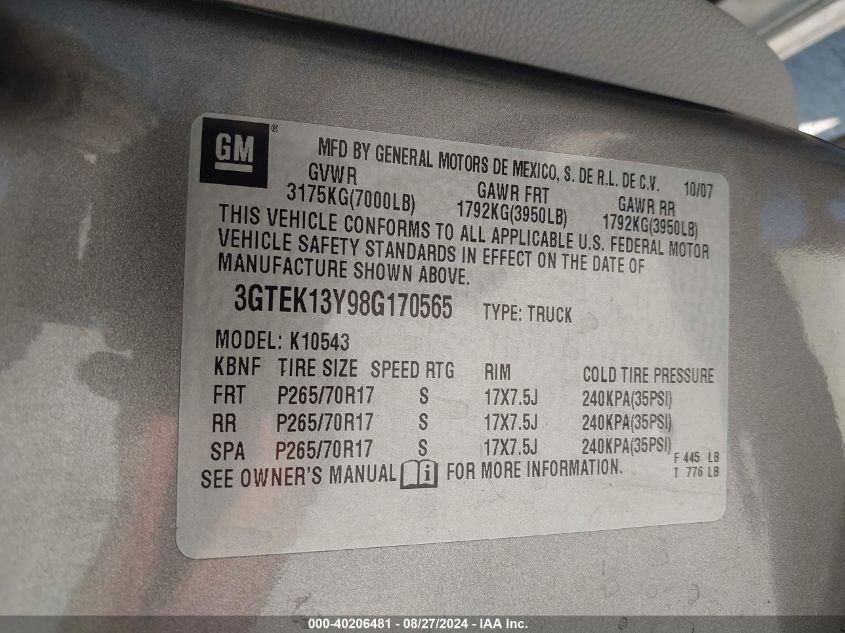 GM ®
MFD BY GENERAL MOTORS DE MEXICO, S. DE R.L. DE C.V. 10/07
GVWR GAWR FRT GAWR RR
3175KG(7000LB) 1792KG(3950LB) 1792KG(3950LB)
THIS VEHICLE CONFORMS TO ALL APPLICABLE U.S. FEDERAL MOTOR
VEHICLE SAFETY STANDARDS IN EFFECT ON THE DATE OF
MANUFACTURE SHOWN ABOVE.
3GTEK13Y98G170565 TYPE: TRUCK
MODEL: K10543
KBNF TIRE SIZE SPEED RTG RIM COLD TIRE PRESSURE
FRT P265/70R17 S 17X7.5J 240KPA(35PSI)
RR P265/70R17 S 17X7.5J 240KPA(35PSI)
SPA P265/70R17 S 17X7.5J 240KPA(35PSI)
F 445 LB
SEE OWNER'S MANUAL i FOR MORE INFORMATION. T 776 LB
000-40206481 - 08/27/2024 - IAA Inc.